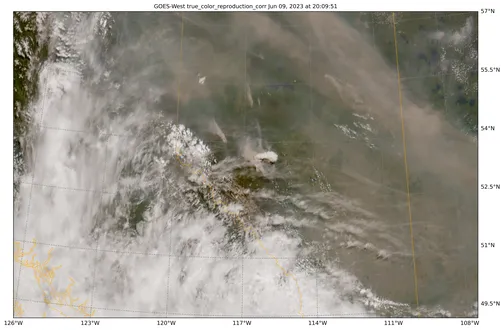 GOES-West true_color_reproduction_corr Jun 09, 2023 at 20:09:51
57°N
55.5°N
54°N
52.5°N
51°N
49.5°N
126°W 123°W 120°W 117°W 114°W 111°W 108°W